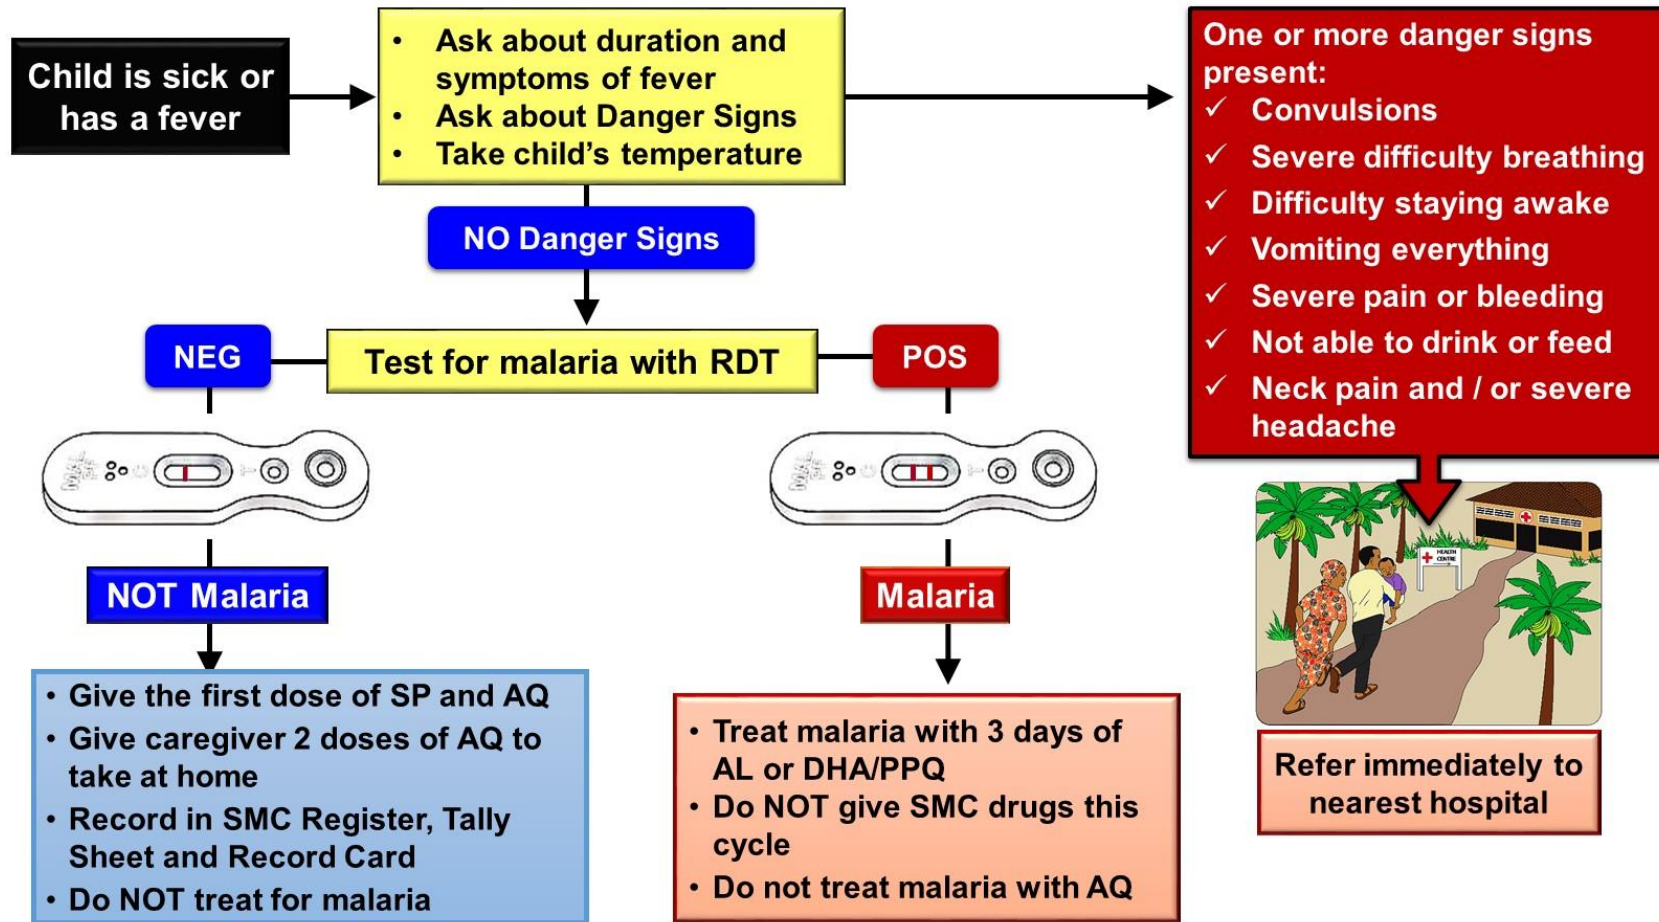 Child is sick or
has a fever
• Ask about duration and
symptoms of fever
• Ask about Danger Signs
• Take child’s temperature
One or more danger signs
present:
✓ Convulsions
✓ Severe difficulty breathing
✓ Difficulty staying awake
✓ Vomiting everything
✓ Severe pain or bleeding
✓ Not able to drink or feed
✓ Neck pain and / or severe
headache
NO Danger Signs
NEG
Test for malaria with RDT
POS
HEALTH
CENTRE
NOT Malaria
Malaria
• Give the first dose of SP and AQ
• Give caregiver 2 doses of AQ to
take at home
• Record in SMC Register, Tally
Sheet and Record Card
• Do NOT treat for malaria
• Treat malaria with 3 days of
AL or DHA/PPQ
• Do NOT give SMC drugs this
cycle
• Do not treat malaria with AQ
Refer immediately to
nearest hospital